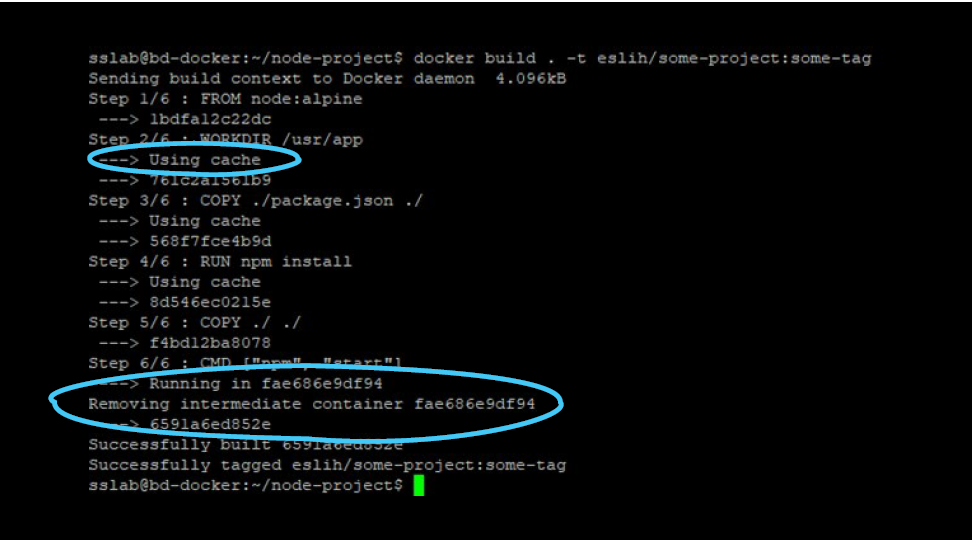 sslab@bd-docker:~/node-project$ docker build . -t eslih/some-project:some-tag
Sending build context to Docker daemon  4.096kB
Step 1/6 : FROM node:alpine
 ---> 1bdfa12c22dc
Step 2/6 : WORKDIR /usr/app
 ---> Using cache
 ---> 761c2a1561b9
Step 3/6 : COPY ./package.json ./
 ---> Using cache
 ---> 568f7fce4b9d
Step 4/6 : RUN npm install
 ---> Using cache
 ---> 8d546ec0215e
Step 5/6 : COPY ./ ./
 ---> f4bd12ba8078
Step 6/6 : CMD ["npm", "start"]
 ---> Running in fae686e9df94
Removing intermediate container fae686e9df94
 ---> 6591a6ed852e
Successfully built 6591a6ed852e
Successfully tagged eslih/some-project:some-tag
sslab@bd-docker:~/node-project$